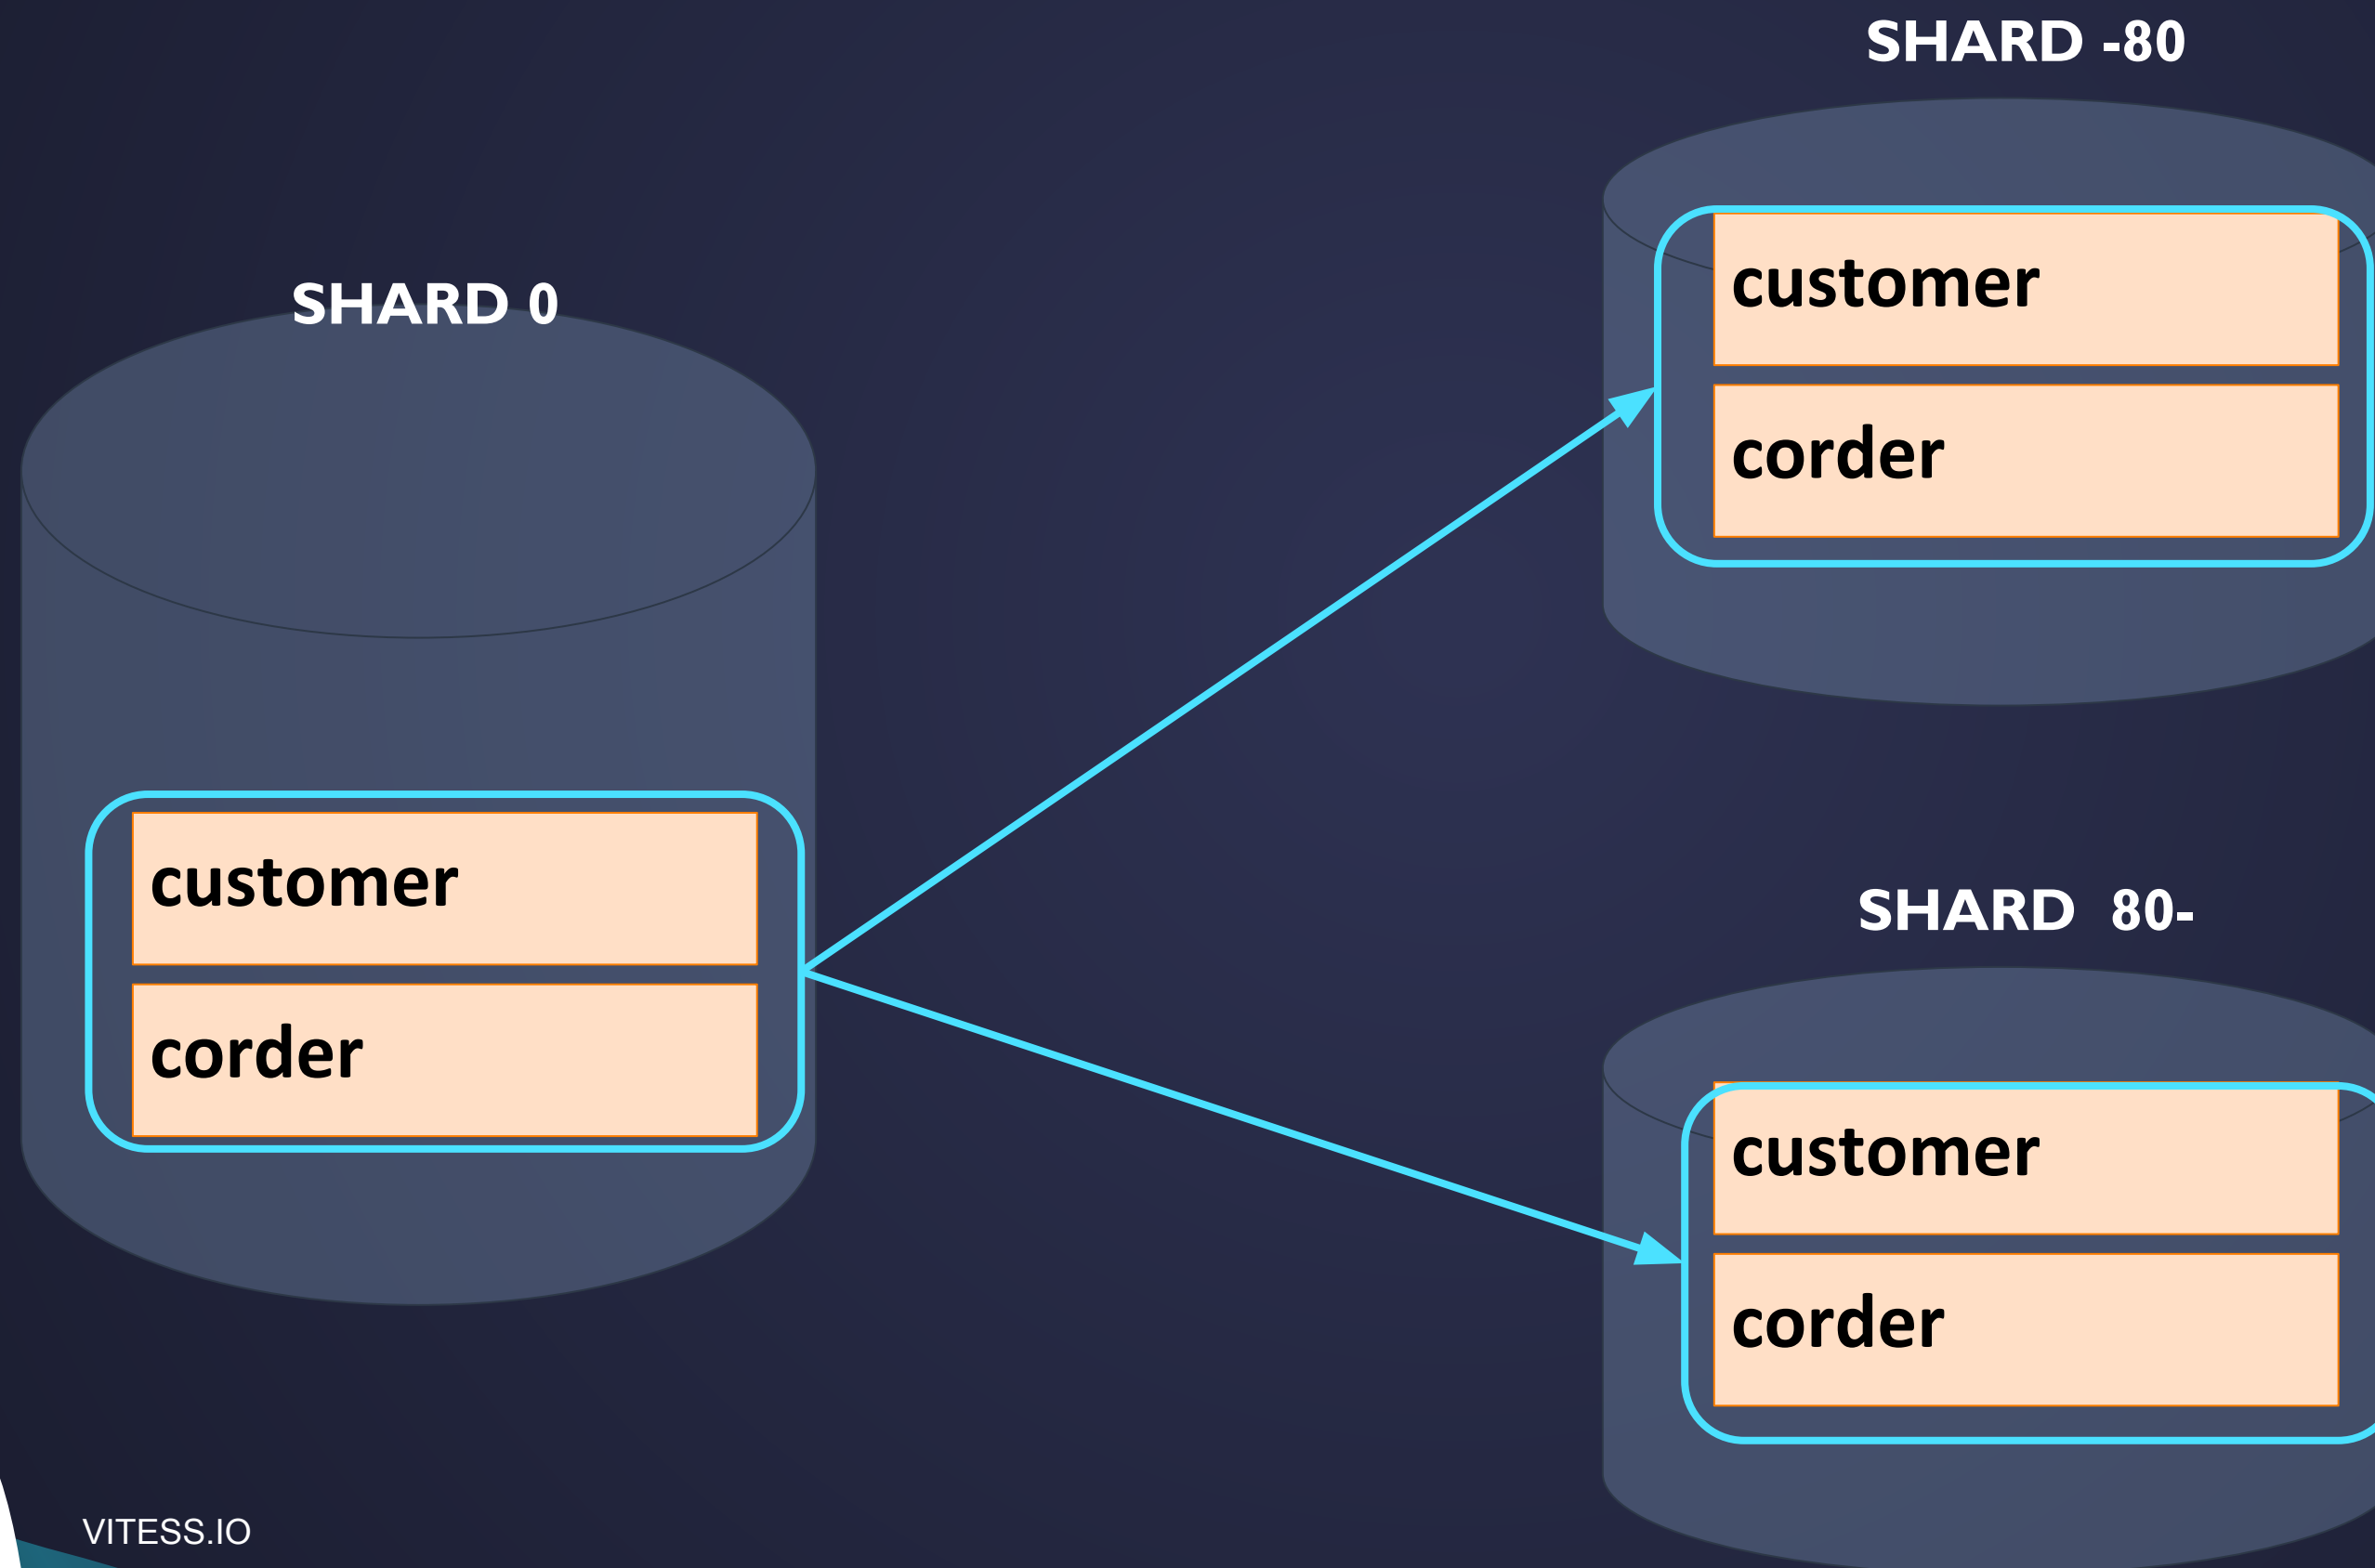 SHARD -80
SHARD 0
customer
corder
customer
corder
SHARD  80-
customer
corder
VITESS.IO